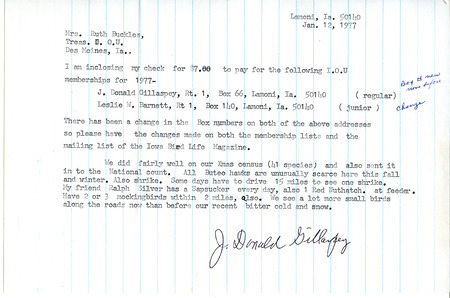 Lamoni, Ia. 50140
Jan. 12, 1977
Mrs. Ruth Buckles,
Treas. I. O.U.
Des Moines, Ia..
I am inclosing my check for $7.00 to pay for the following I.O.U
memberships for 1977-
J. Donald Gillaspey, Rt. 1, Box 66, Lamoni, Ia. 50140 (regular)
Leslie W. Barnett, Rt 1, Box 140, Lamoni, Ia. 50140 (junior )
Box #
change
There has been a change in the Box numbers on both of the above addresses
so please have the changes made on both the membership lists and the
mailing list of the Iowa Bird Life Magazine.
We did fairly well on our Xmas census (41 species) and also sent it
in to the National count. All Buteo hawks are unusually scarce here this fall
and winter. Also shrike. Some days have to drive 15 miles to see one shrike.
My friend Ralph Silver has a Sapsucker every day, also 1 Red Nuthatch. at feeder.
Have 2 or 3 mockingbirds within 2 miles, also. We see a lot more small birds
along the roads now than before our recent bitter cold and snow.
J. Donald Gillaspey